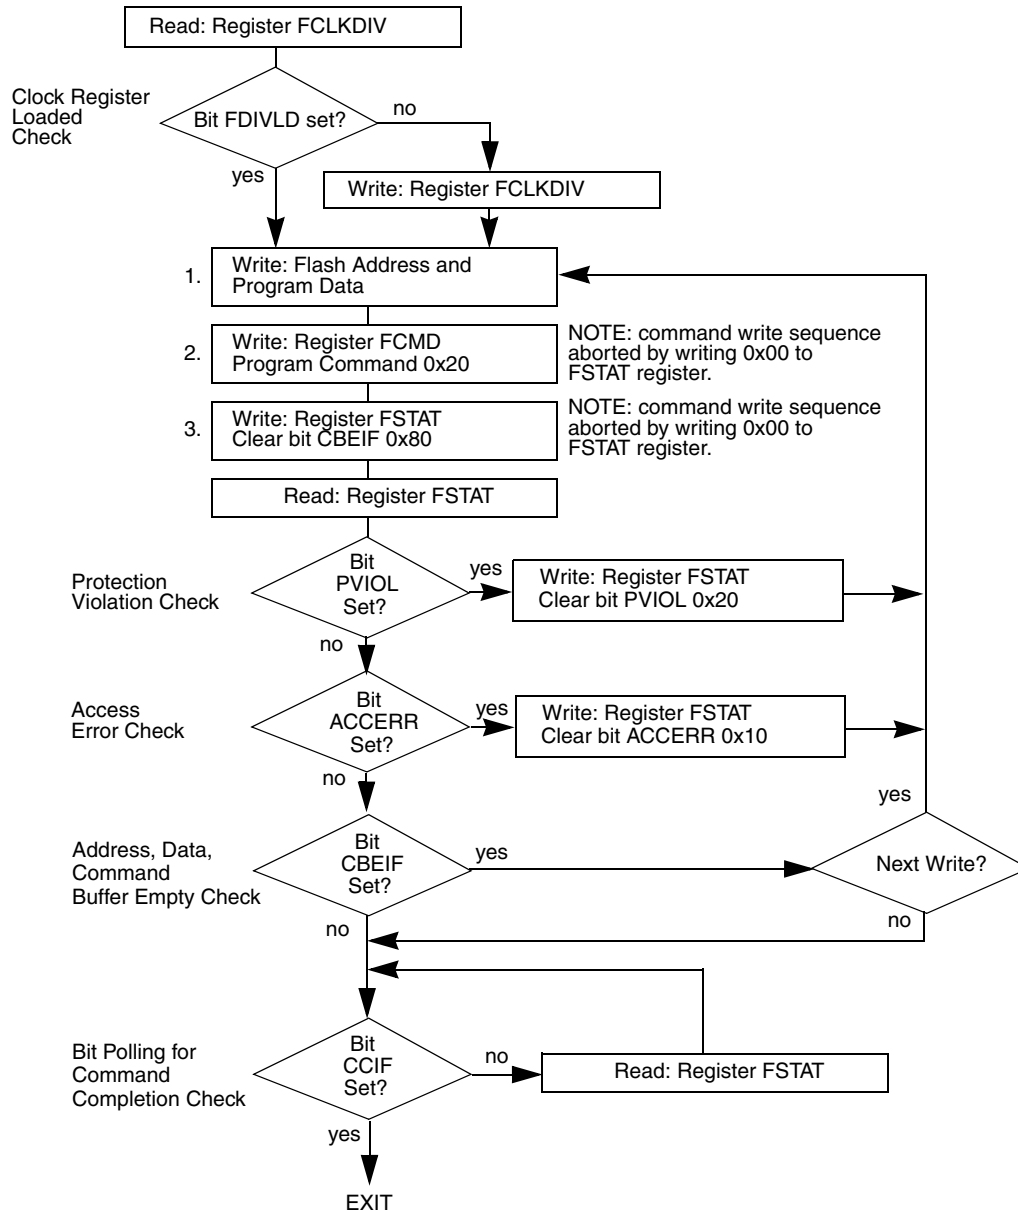 Read: Register FCLKDIV
Clock Register
Loaded
Check
Bit FDIVLD set?
no
yes
Write: Register FCLKDIV
1.
Write: Flash Address and
Program Data
2.
Write: Register FCMD
Program Command 0x20
NOTE: command write sequence
aborted by writing 0x00 to
FSTAT register.
3.
Write: Register FSTAT
Clear bit CBEIF 0x80
NOTE: command write sequence
aborted by writing 0x00 to
FSTAT register.
Read: Register FSTAT
Protection
Violation Check
Bit
PVIOL
Set?
yes
Write: Register FSTAT
Clear bit PVIOL 0x20
no
Access
Error Check
Bit
ACCERR
Set?
yes
Write: Register FSTAT
Clear bit ACCERR 0x10
no
yes
Address, Data,
Command
Buffer Empty Check
Bit
CBEIF
Set?
yes
Next Write?
no
no
Bit Polling for
Command
Completion Check
Bit
CCIF
Set?
no
Read: Register FSTAT
yes
EXIT